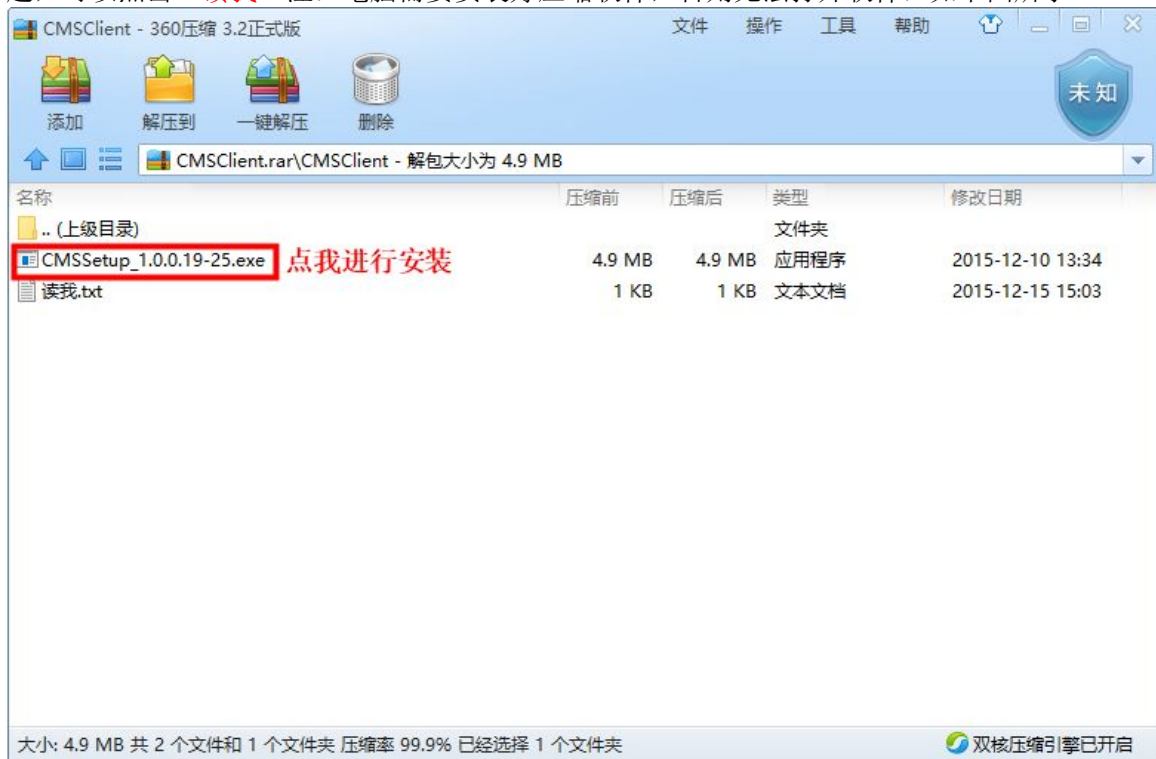 CMSClient - 360压缩 3.2正式版 文件 操作 工具 帮助
添加 解压到 一键解压 删除 未知
CMSClient.rar\CMSClient - 解包大小为 4.9 MB
名称 压缩前 压缩后 类型 修改日期
.. (上级目录) 文件夹
CMSSetup_1.0.0.19-25.exe 点我进行安装 4.9 MB 4.9 MB 应用程序 2015-12-10 13:34
读我.txt 1 KB 1 KB 文本文档 2015-12-15 15:03
大小: 4.9 MB 共 2 个文件和 1 个文件夹 压缩率 99.9% 已经选择 1 个文件夹 双核压缩引擎已开启